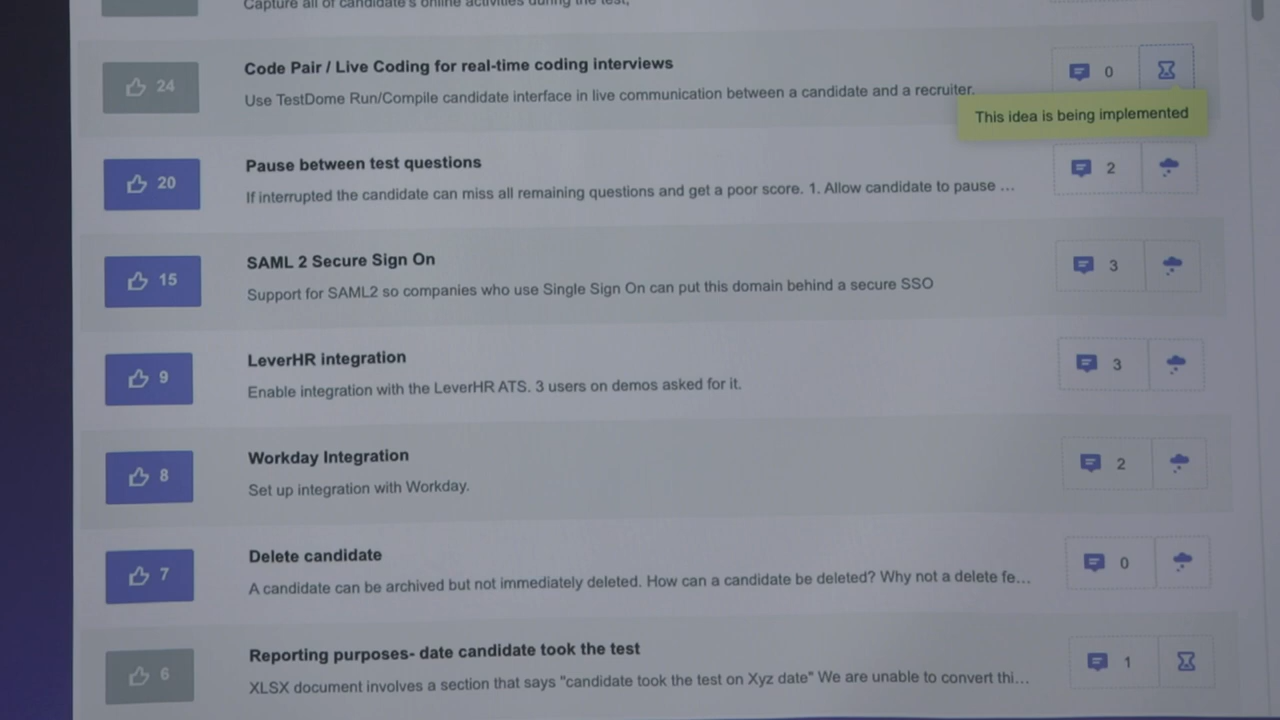 Capture all of candidate's online activities during the test,
24
Code Pair / Live Coding for real-time coding interviews
0
Use TestDome Run/Compile candidate interface in live communication between a candidate and a recruiter.
This idea is being implemented
20
Pause between test questions
2
If interrupted the candidate can miss all remaining questions and get a poor score. 1. Allow candidate to pause ...
15
SAML 2 Secure Sign On
3
Support for SAML2 so companies who use Single Sign On can put this domain behind a secure SSO
9
LeverHR integration
3
Enable integration with the LeverHR ATS. 3 users on demos asked for it.
8
Workday Integration
2
Set up integration with Workday.
7
Delete candidate
0
A candidate can be archived but not immediately deleted. How can a candidate be deleted? Why not a delete fe...
6
Reporting purposes- date candidate took the test
1
XLSX document involves a section that says "candidate took the test on Xyz date" We are unable to convert thi...